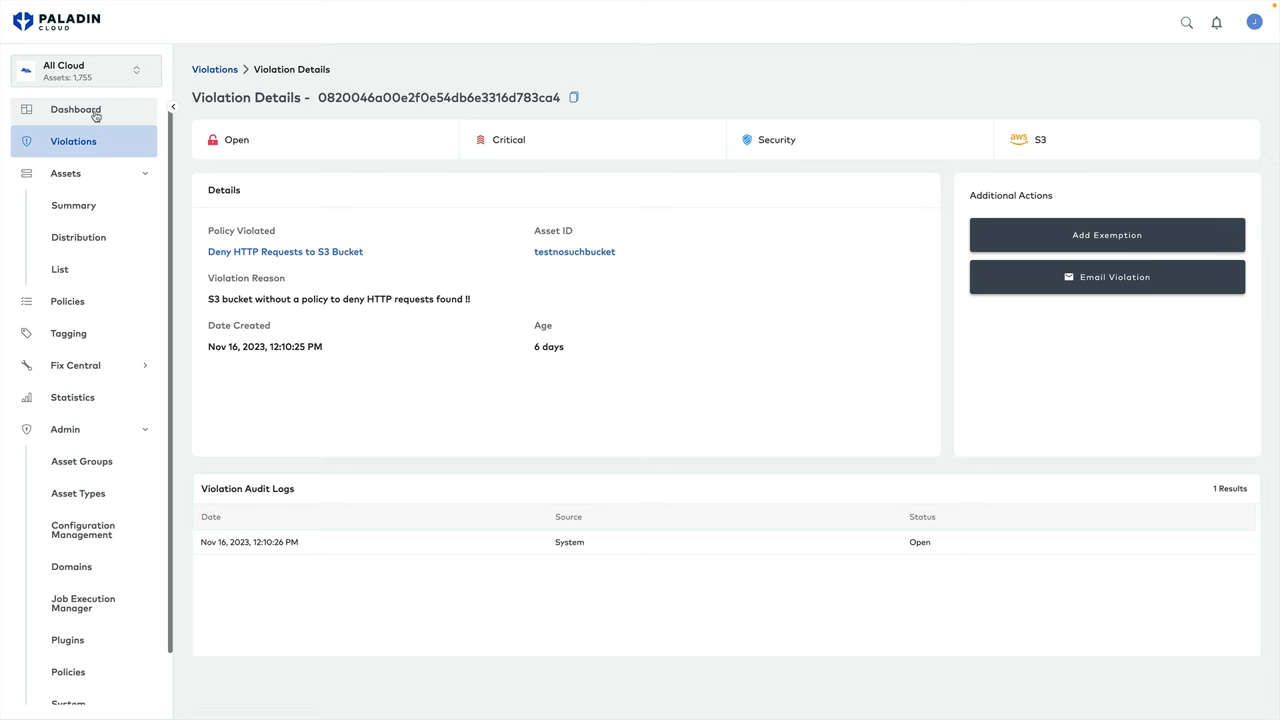 PALADIN
CLOUD
J
All Cloud
Assets: 1,755
Dashboard
Violations
Assets
Summary
Distribution
List
Policies
Tagging
Fix Central
Statistics
Admin
Asset Groups
Asset Types
Configuration
Management
Domains
Job Execution
Manager
Plugins
Policies
System
Violations > Violation Details
Violation Details - 0820046a00e2f0e54db6e3316d783ca4
Open
Critical
Security
aws S3
Details
Policy Violated
Deny HTTP Requests to S3 Bucket
Asset ID
testnosuchbucket
Violation Reason
S3 bucket without a policy to deny HTTP requests found !!
Date Created
Nov 16, 2023, 12:10:25 PM
Age
6 days
Additional Actions
Add Exemption
Email Violation
Violation Audit Logs
1 Results
Date Source Status
Nov 16, 2023, 12:10:26 PM System Open